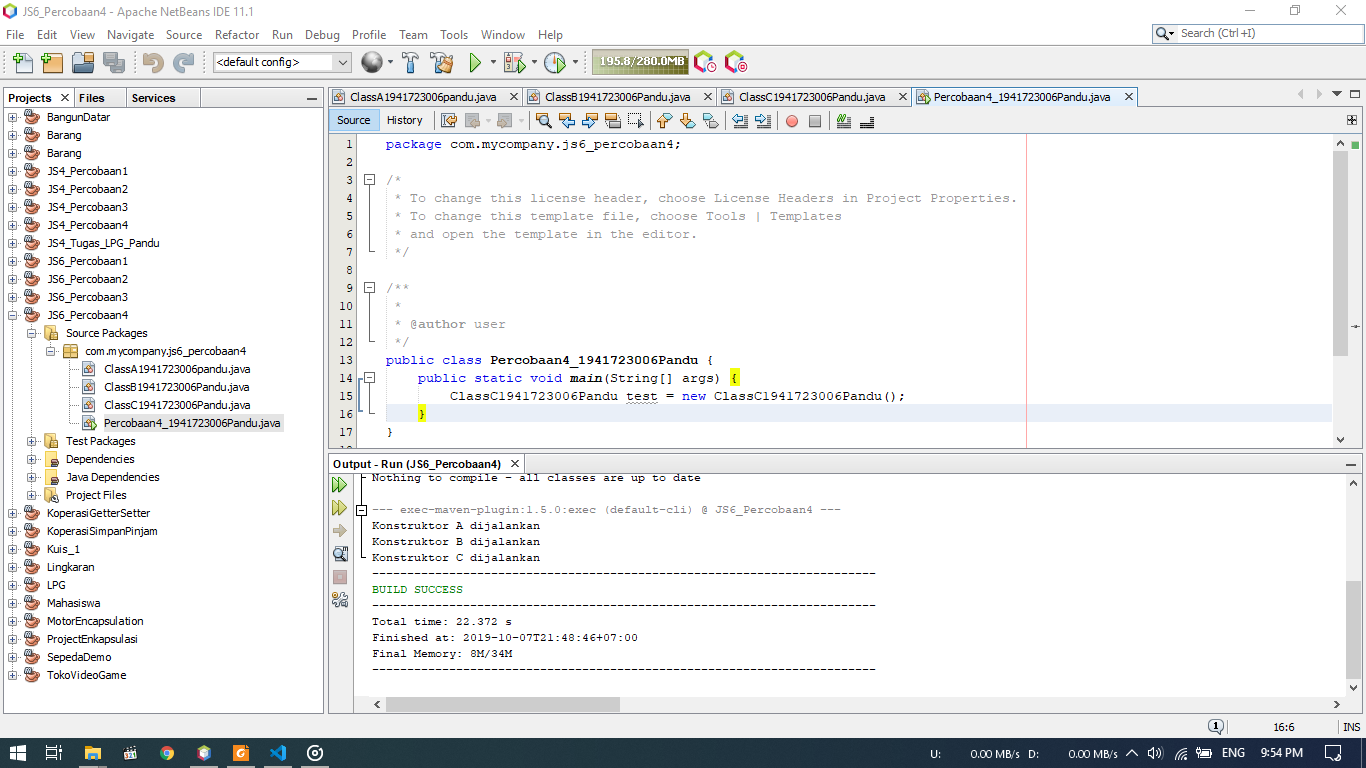 JS6_Percobaan4 - Apache NetBeans IDE 11.1
File Edit View Navigate Source Refactor Run Debug Profile Team Tools Window Help
Search (Ctrl+I)
<default config>
195.8/280.0MB
Projects Files Services
BangunDatar
Barang
Barang
JS4_Percobaan1
JS4_Percobaan2
JS4_Percobaan3
JS4_Percobaan4
JS4_Tugas_LPG_Pandu
JS6_Percobaan1
JS6_Percobaan2
JS6_Percobaan3
JS6_Percobaan4
Source Packages
com.mycompany.js6_percobaan4
ClassA1941723006pandu.java
ClassB1941723006Pandu.java
ClassC1941723006Pandu.java
Percobaan4_1941723006Pandu.java
Test Packages
Dependencies
Java Dependencies
Project Files
KoperasiGetterSetter
KoperasiSimpanPinjam
Kuis_1
Lingkaran
LPG
Mahasiswa
MotorEncapsulation
ProjectEnkapsulasi
SepedaDemo
TokoVideoGame
ClassA1941723006pandu.java ClassB1941723006Pandu.java ClassC1941723006Pandu.java Percobaan4_1941723006Pandu.java
Source History
1 package com.mycompany.js6_percobaan4;
2
3 /*
4 * To change this license header, choose License Headers in Project Properties.
5 * To change this template file, choose Tools | Templates
6 * and open the template in the editor.
7 */
8
9 /**
10 *
11 * @author user
12 */
13 public class Percobaan4_1941723006Pandu {
14 public static void main(String[] args) {
15 ClassC1941723006Pandu test = new ClassC1941723006Pandu();
16 }
17 }
Output - Run (JS6_Percobaan4)
Nothing to compile - all classes are up to date
--- exec-maven-plugin:1.5.0:exec (default-cli) @ JS6_Percobaan4 ---
Konstruktor A dijalankan
Konstruktor B dijalankan
Konstruktor C dijalankan
------------------------------------------------------------------------
BUILD SUCCESS
------------------------------------------------------------------------
Total time: 22.372 s
Finished at: 2019-10-07T21:48:46+07:00
Final Memory: 8M/34M
------------------------------------------------------------------------
1 16:6 INS
U: 0.00 MB/s D: 0.00 MB/s ENG 9:54 PM